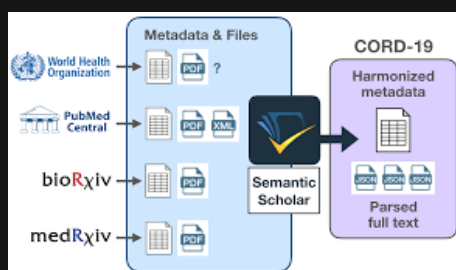 Metadata & Files
World Health
Organization
PDF ?
PubMed
Central
PDF XML
bioRχiv
PDF
medRχiv
PDF
Semantic
Scholar
CORD-19
Harmonized
metadata
JSON JSON JSON
Parsed
full text